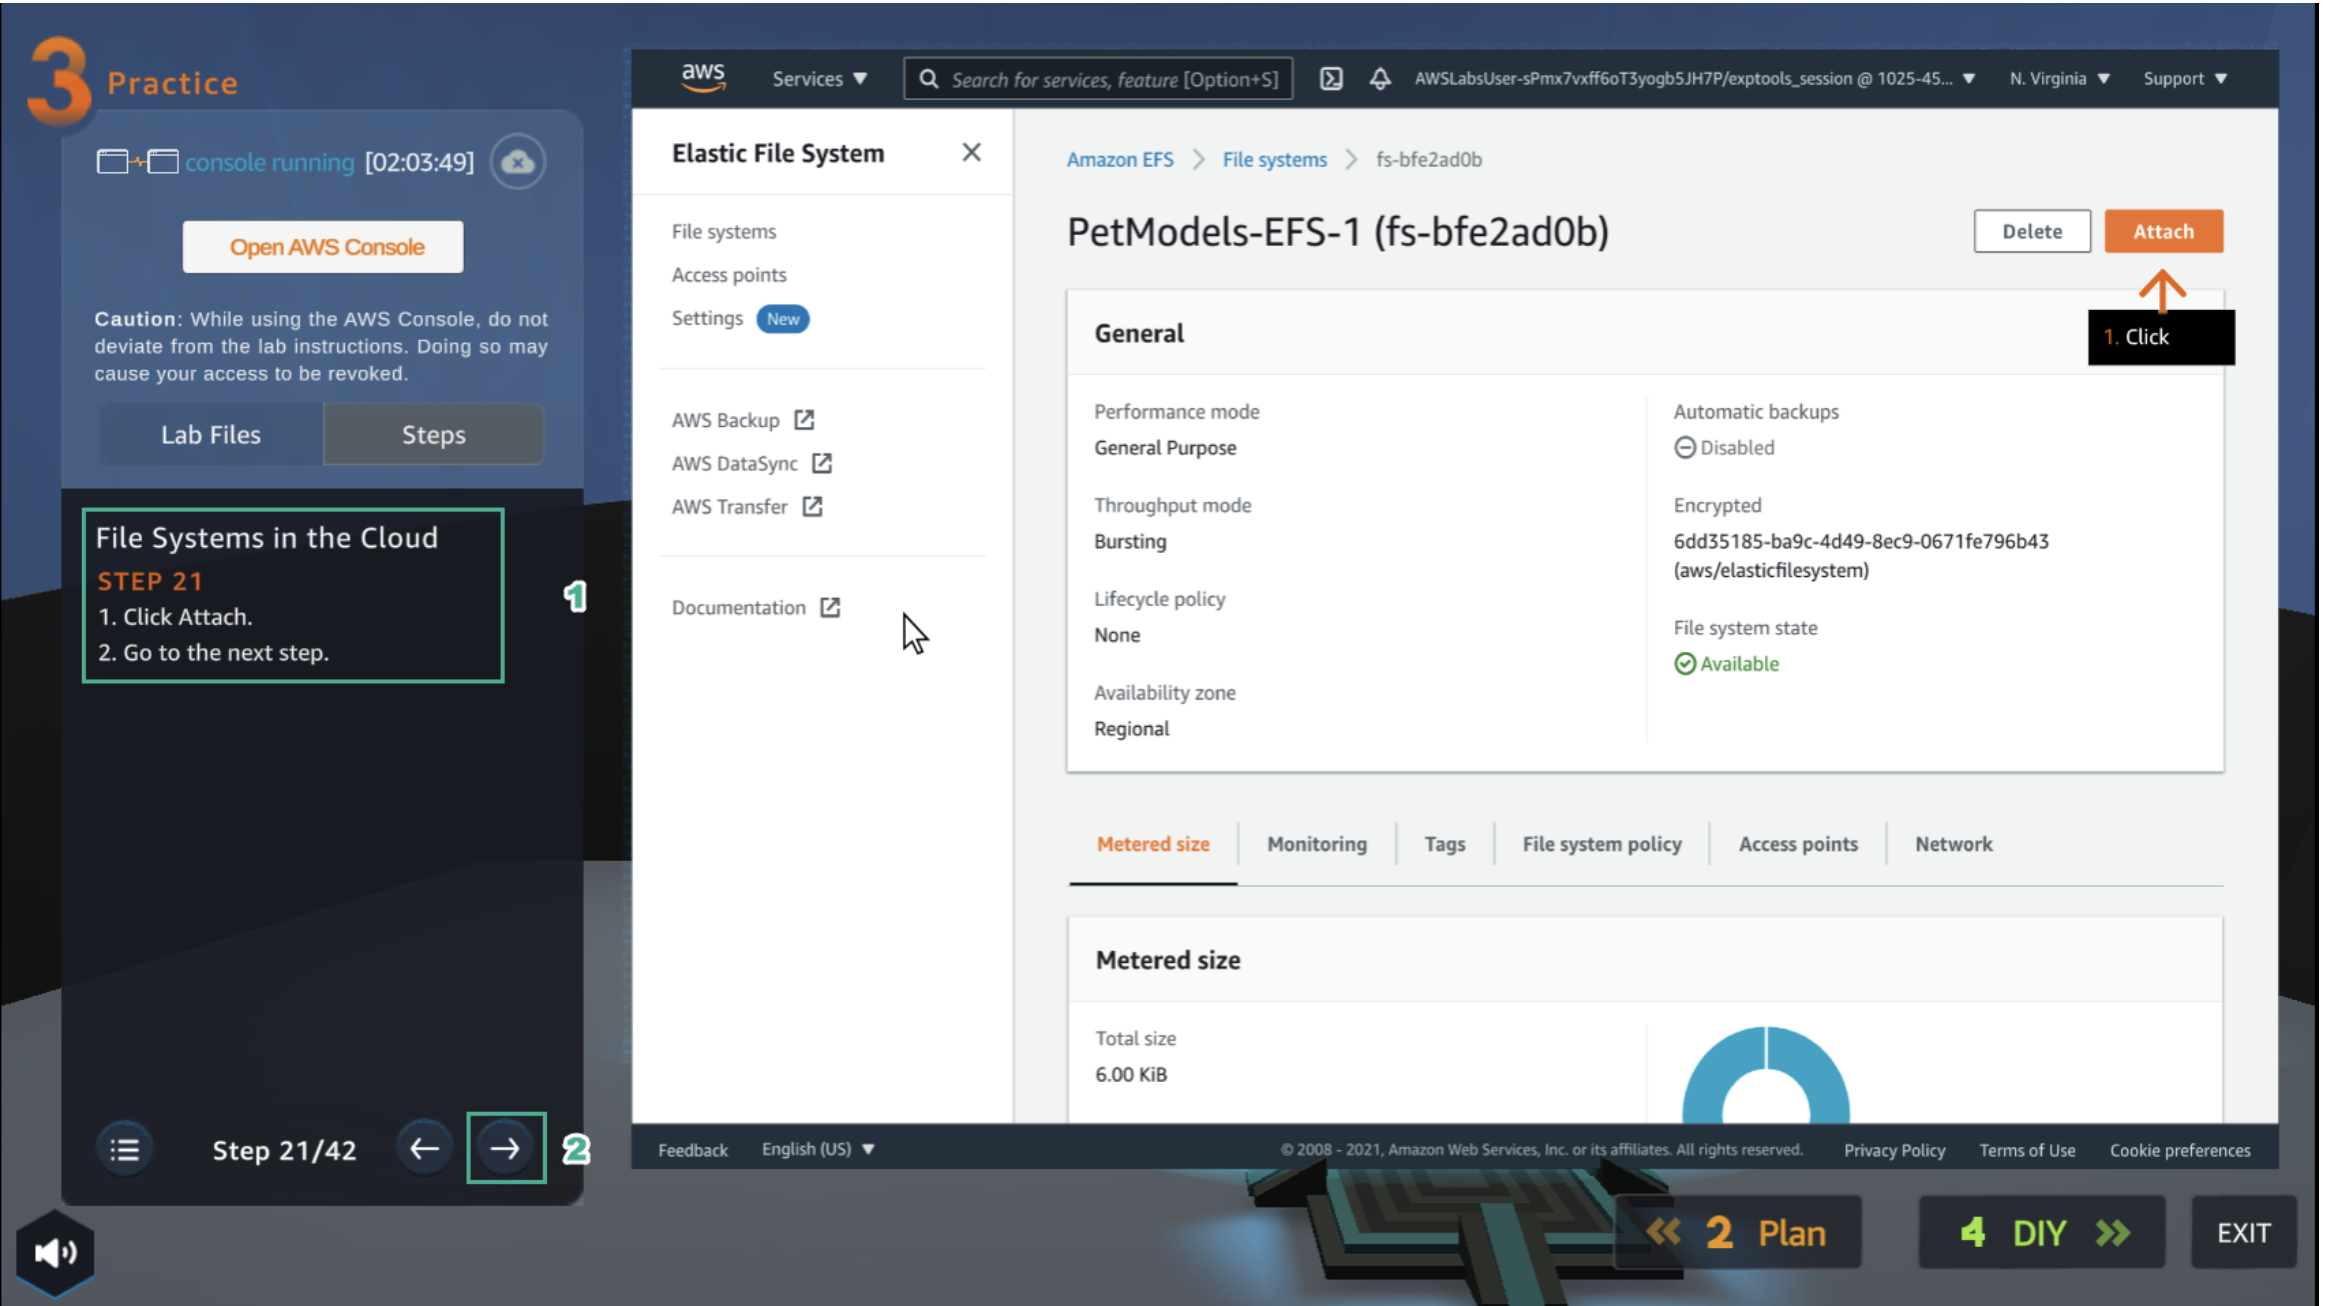 3 Practice
console running [02:03:49]
Open AWS Console
Caution: While using the AWS Console, do not
deviate from the lab instructions. Doing so may
cause your access to be revoked.
Lab Files
Steps
File Systems in the Cloud
STEP 21
1. Click Attach.
2. Go to the next step.
1
Step 21/42
2
aws
Services
Search for services, feature [Option+S]
AWSLabsUser-sPmx7vxff6oT3yogb5JH7P/exptools_session @ 1025-45...
N. Virginia
Support
Elastic File System
File systems
Access points
Settings New
AWS Backup
AWS DataSync
AWS Transfer
Documentation
Amazon EFS > File systems > fs-bfe2ad0b
PetModels-EFS-1 (fs-bfe2ad0b)
Delete
Attach
1. Click
General
Performance mode
General Purpose
Throughput mode
Bursting
Lifecycle policy
None
Availability zone
Regional
Automatic backups
Disabled
Encrypted
6dd35185-ba9c-4d49-8ec9-0671fe796b43
(aws/elasticfilesystem)
File system state
Available
Metered size
Monitoring
Tags
File system policy
Access points
Network
Metered size
Total size
6.00 KiB
Feedback
English (US)
© 2008 - 2021, Amazon Web Services, Inc. or its affiliates. All rights reserved.
Privacy Policy
Terms of Use
Cookie preferences
2 Plan
4 DIY
EXIT